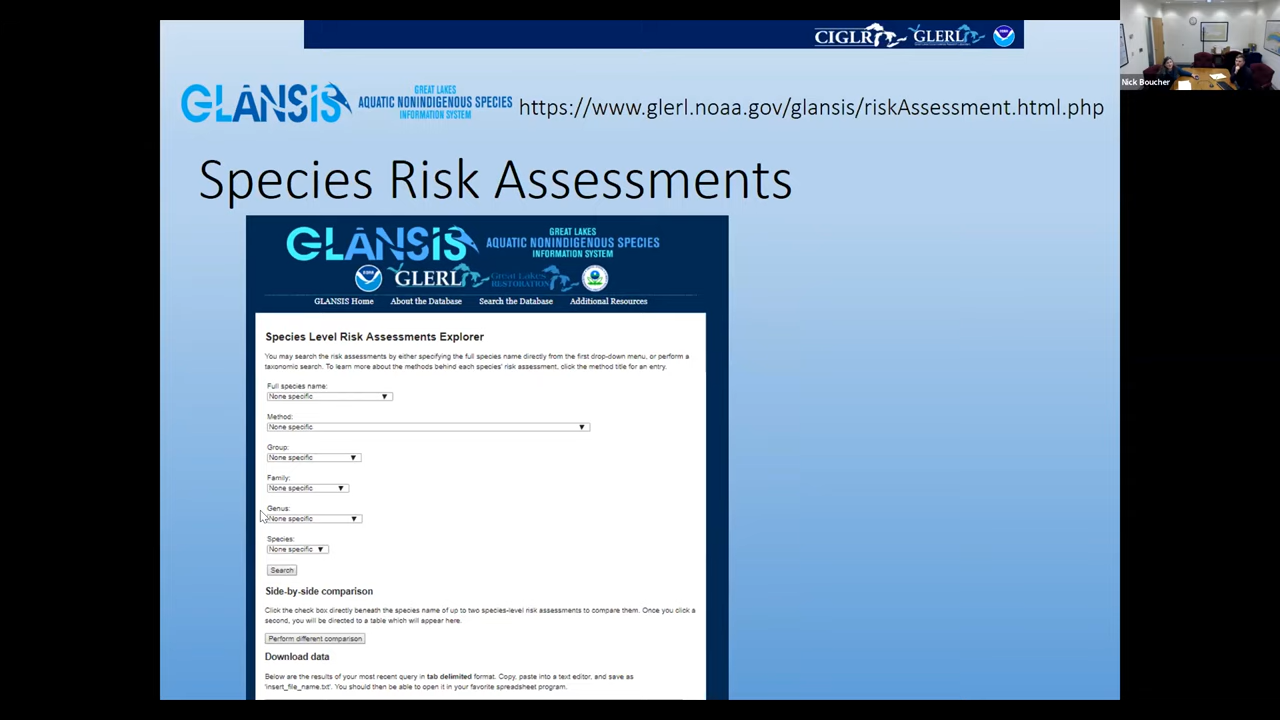 CIGLR GLERL
Nick Boucher
GLANSIS
GREAT LAKES
AQUATIC NONINDIGENOUS SPECIES
INFORMATION SYSTEM
https://www.glerl.noaa.gov/glansis/riskAssessment.html.php
Species Risk Assessments
GLANSIS
GREAT LAKES
AQUATIC NONINDIGENOUS SPECIES
INFORMATION SYSTEM
GLERL Great Lakes RESTORATION
GLANSIS Home About the Database Search the Database Additional Resources
Species Level Risk Assessments Explorer
You may search the risk assessments by either specifying the full species name directly from the first drop-down menu, or perform a
taxonomic search. To learn more about the methods behind each species' risk assessment, click the method title for an entry.
Full species name:
None specific
Method:
None specific
Group:
None specific
Family:
None specific
Genus:
None specific
Species:
None specific
Search
Side-by-side comparison
Click the check box directly beneath the species name of up to two species-level risk assessments to compare them. Once you click a
second, you will be directed to a table which will appear here.
Perform different comparison
Download data
Below are the results of your most recent query in tab delimited format. Copy, paste into a text editor, and save as
'insert_file_name.txt'. You should then be able to open it in your favorite spreadsheet program.